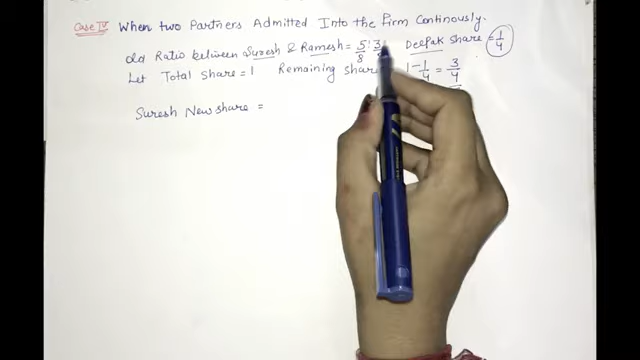 Case IV When two Partners Admitted Into the Firm Continously.
Old Ratio between Suresh & Ramesh = 5/8 : 3 Deepak Share = 1/4
Let Total Share = 1 Remaining Share 1 - 1/4 = 3/4
Suresh New share =